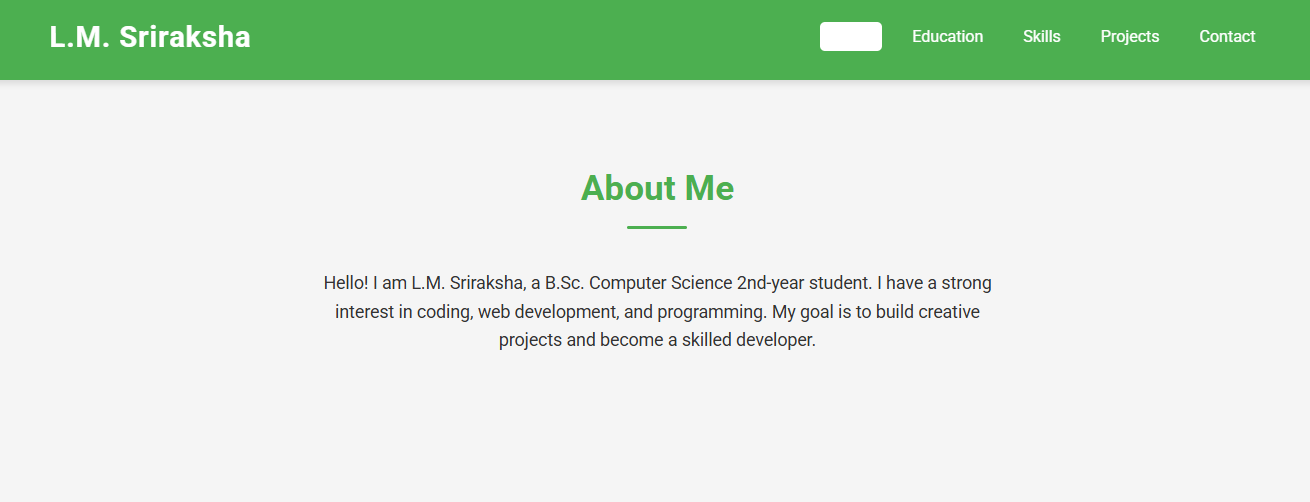 L.M. Sriraksha
Education Skills Projects Contact
About Me
Hello! I am L.M. Sriraksha, a B.Sc. Computer Science 2nd-year student. I have a strong
interest in coding, web development, and programming. My goal is to build creative
projects and become a skilled developer.